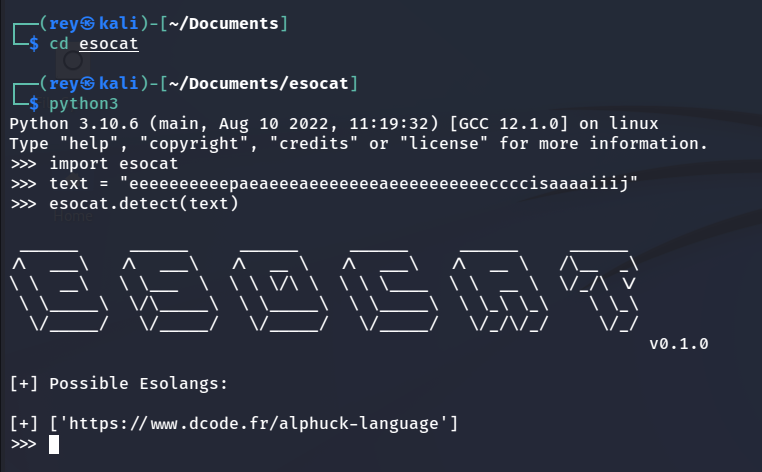 ┌──(rey㉿kali)-[~/Documents]
└─$ cd esocat
┌──(rey㉿kali)-[~/Documents/esocat]
└─$ python3
Python 3.10.6 (main, Aug 10 2022, 11:19:32) [GCC 12.1.0] on linux
Type "help", "copyright", "credits" or "license" for more information.
>>> import esocat
>>> text = "eeeeeeeeeepaeaeeeaeeeeeeeaeeeeeeeeeeccccisaaaaiiij"
>>> esocat.detect(text)
ESOCAT
v0.1.0
[+] Possible Esolangs:
[+] ['https://www.dcode.fr/alphuck-language']
>>>